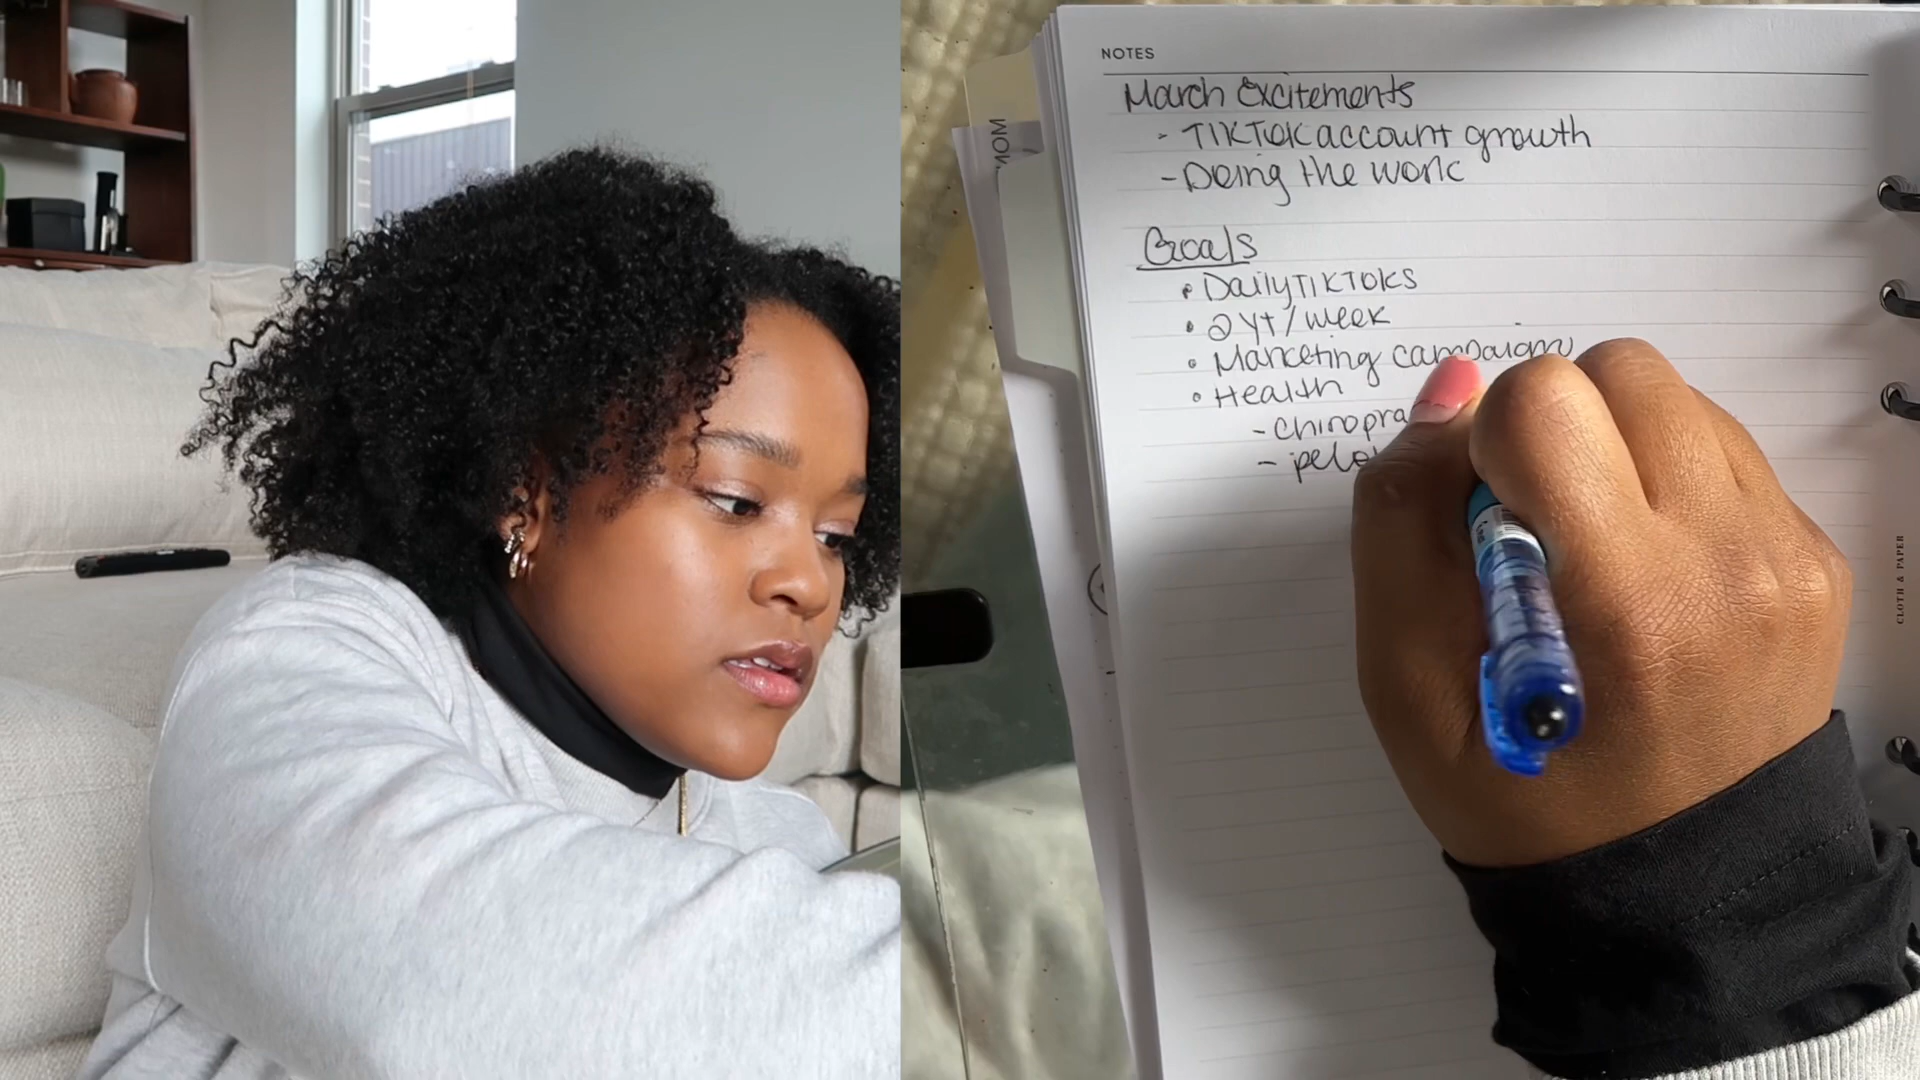 NOTES
March Excitements
- TIKTOK account growth
- Doing the work
Goals
• Daily TIKTOKS
• 2 yt / week
• Marketing campaign
• Health
- chiropra
- pelo
CLOTH & PAPER